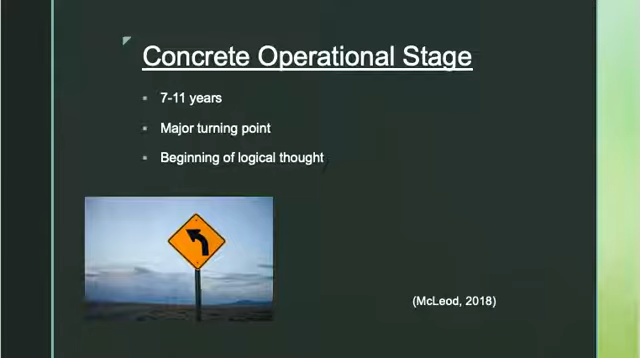 Concrete Operational Stage
7-11 years
Major turning point
Beginning of logical thought
(McLeod, 2018)